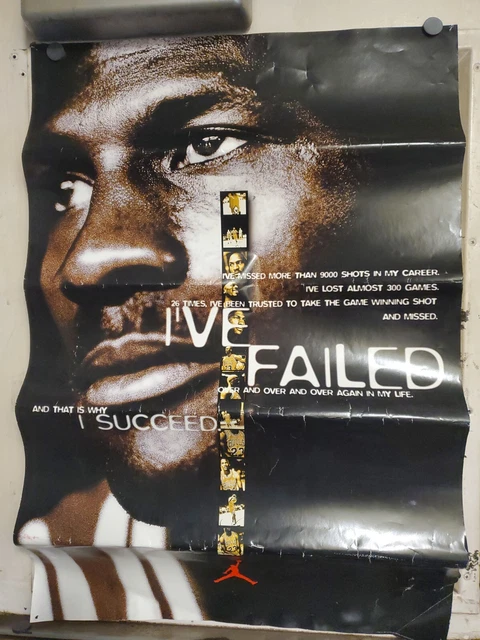 I'VE MISSED MORE THAN 9000 SHOTS IN MY CAREER.
I'VE LOST ALMOST 300 GAMES.
26 TIMES, I'VE BEEN TRUSTED TO TAKE THE GAME WINNING SHOT
AND MISSED.
I'VE
FAILED
OVER AND OVER AND OVER AGAIN IN MY LIFE.
AND THAT IS WHY
I SUCCEED.